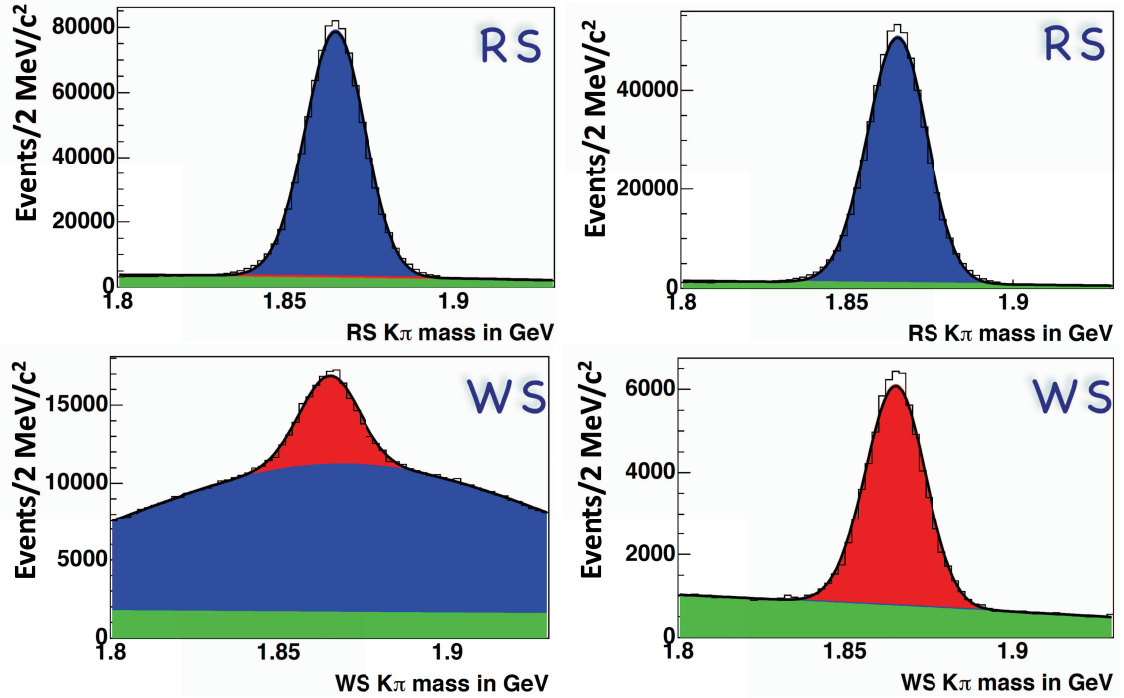 Events/2 MeV/c²
80000
60000
40000
20000
0
1.8
1.85
1.9
RS Kπ mass in GeV
RS
Events/2 MeV/c²
40000
20000
0
1.8
1.85
1.9
RS Kπ mass in GeV
RS
Events/2 MeV/c²
15000
10000
5000
0
1.8
1.85
1.9
WS Kπ mass in GeV
WS
Events/2 MeV/c²
6000
4000
2000
0
1.8
1.85
1.9
WS Kπ mass in GeV
WS